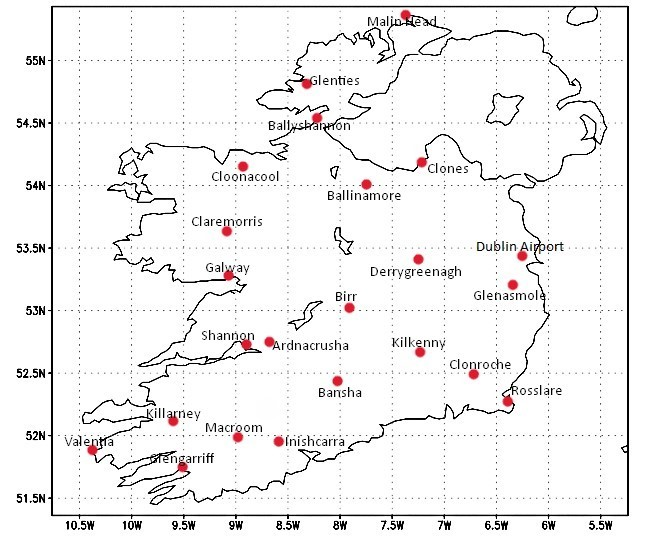 Malin Head
55N
Glenties
54.5N
Ballyshannon
Cloonacool
Clones
54N
Ballinamore
Claremorris
53.5N
Dublin Airport
Galway
Derrygreenagh
Birr
Glenasmole
53N
Shannon
Ardnacrusha
Kilkenny
Clonroche
52.5N
Bansha
Rosslare
Killarney
Macroom
52N
Valentia
Inishcarra
Glengarriff
51.5N
10.5W 10W 9.5W 9W 8.5W 8W 7.5W 7W 6.5W 6W 5.5W